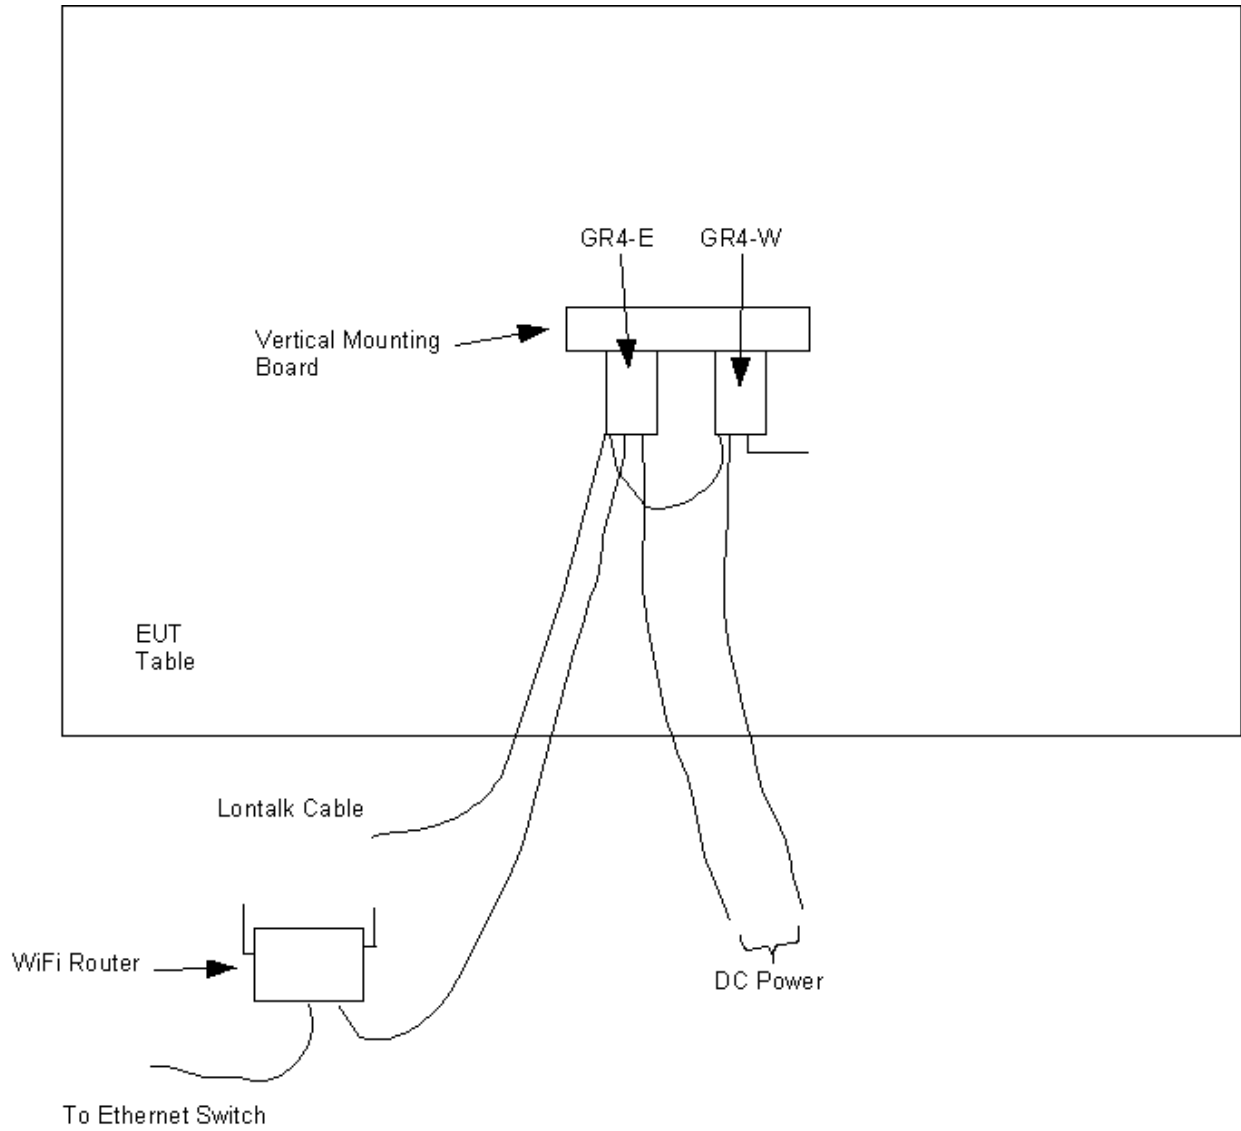 GR4-E
GR4-W
Vertical Mounting
Board
EUT
Table
Lontalk Cable
WiFi Router
DC Power
To Ethernet Switch